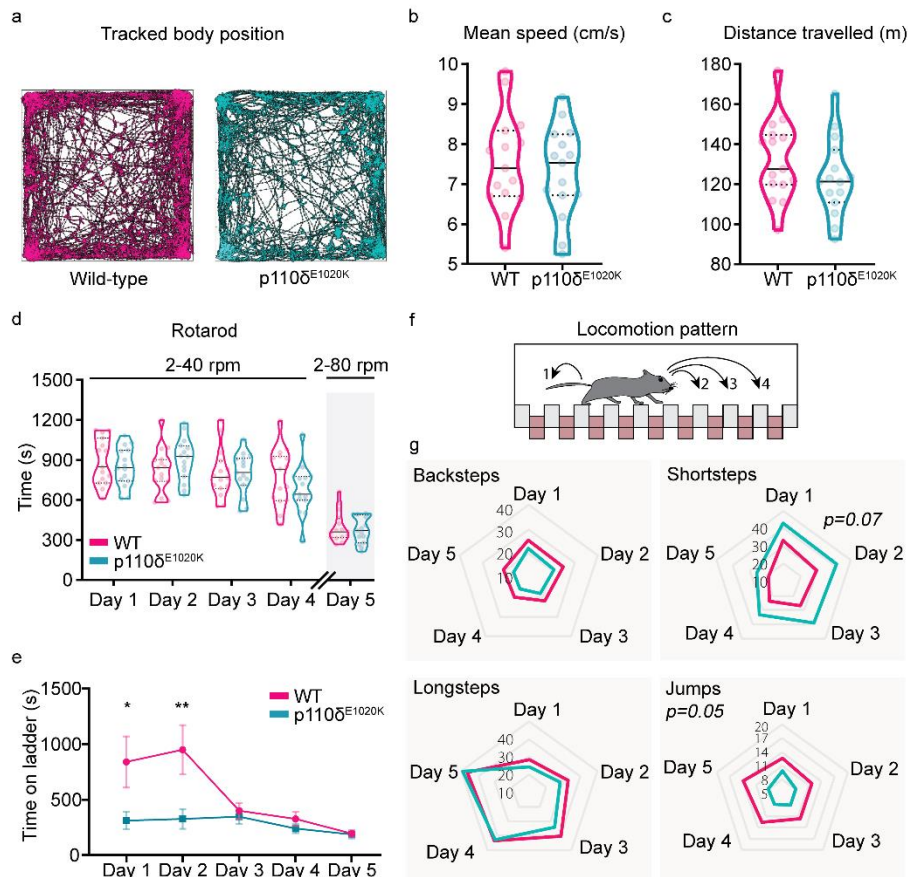 a
Tracked body position
Wild-type
p110δE1020K
b
Mean speed (cm/s)
10
9
8
7
6
5
WT p110δE1020K
c
Distance travelled (m)
180
160
140
120
100
80
WT p110δE1020K
d
Rotarod
2-40 rpm
2-80 rpm
Time (s)
1500
1200
900
600
300
0
WT
p110δE1020K
Day 1 Day 2 Day 3 Day 4 Day 5
e
Time on ladder (s)
1500
1000
500
0
*
**
WT
p110δE1020K
Day 1 Day 2 Day 3 Day 4 Day 5
f
Locomotion pattern
1
2
3
4
g
Backsteps
Day 1
Day 2
Day 3
Day 4
Day 5
40
30
20
10
Shortsteps
p=0.07
Day 1
Day 2
Day 3
Day 4
Day 5
40
30
20
10
Longsteps
Day 1
Day 2
Day 3
Day 4
Day 5
40
30
20
10
Jumps
p=0.05
Day 1
Day 2
Day 3
Day 4
Day 5
20
17
14
11
8
5